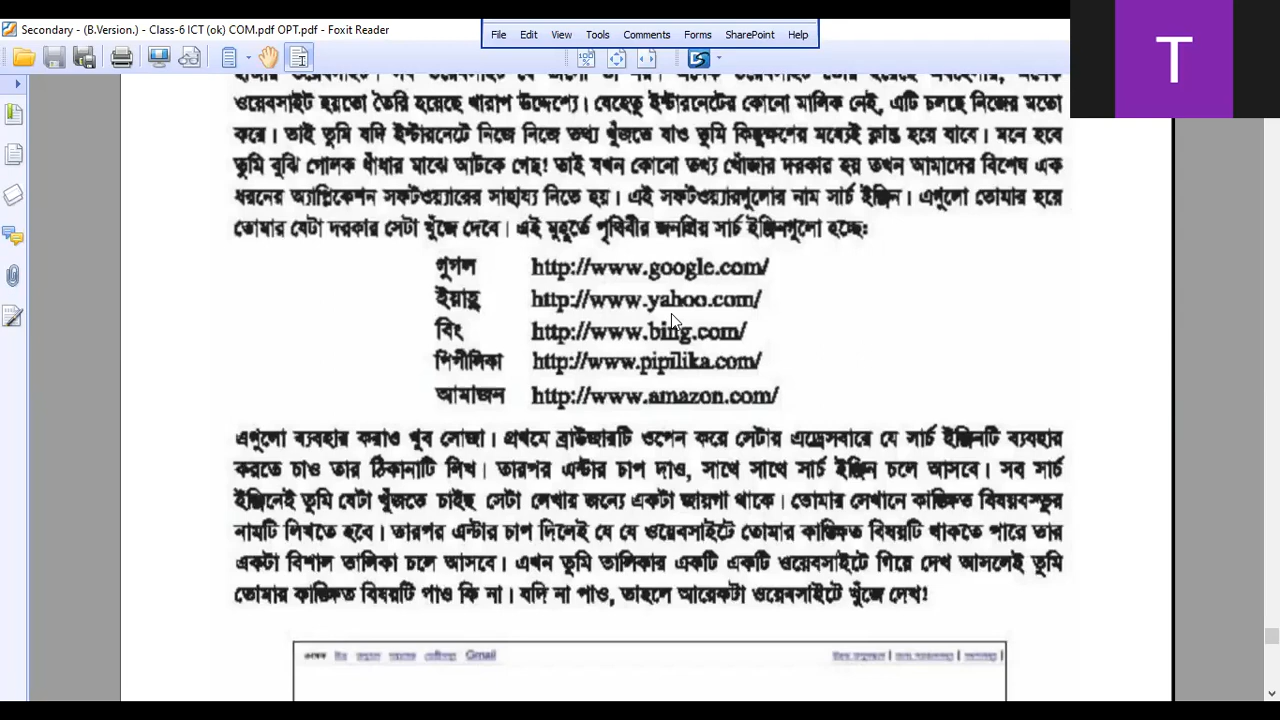 Secondary - (B.Version.) - Class-6 ICT (ok) COM.pdf OPT.pdf - Foxit Reader
File Edit View Tools Comments Forms SharePoint Help
T
ওয়েবসাইট হয়তো তৈরি হয়েছে খারাপ উদ্দেশ্যে। যেহেতু ইন্টারনেটের কোনো মালিক নেই, এটি চলছে নিজের মতো
করে। তাই তুমি যদি ইন্টারনেটে নিজে নিজে তথ্য খুঁজতে যাও তুমি কিছুক্ষণের মধ্যেই ক্লান্ত হয়ে যাবে। মনে হবে
তুমি বুঝি গোলক ধাঁধার মাঝে আটকে গেছ! তাই যখন কোনো তথ্য খোঁজার দরকার হয় তখন আমাদের বিশেষ এক
ধরনের অ্যাপ্লিকেশন সফটওয়্যারের সাহায্য নিতে হয়। এই সফটওয়্যারগুলোর নাম সার্চ ইঞ্জিন। এগুলো তোমার হয়ে
তোমার যেটা দরকার সেটা খুঁজে দেবে। এই মুহূর্তে পৃথিবীর জনপ্রিয় সার্চ ইঞ্জিনগুলো হচ্ছে:
গুগল http://www.google.com/
ইয়াহু http://www.yahoo.com/
বিং http://www.bing.com/
পিপীলিকা http://www.pipilika.com/
আমাজন http://www.amazon.com/
এগুলো ব্যবহার করাও খুব সোজা। প্রথমে ব্রাউজারটি ওপেন করে সেটার এড্রেসবারে যে সার্চ ইঞ্জিনটি ব্যবহার
করতে চাও তার ঠিকানাটি লিখ। তারপর এন্টার চাপ দাও, সাথে সাথে সার্চ ইঞ্জিন চলে আসবে। সব সার্চ
ইঞ্জিনেই তুমি যেটা খুঁজতে চাইছ সেটা লেখার জন্যে একটা জায়গা থাকে। তোমার সেখানে কাঙ্ক্ষিত বিষয়বস্তুর
নামটি লিখতে হবে। তারপর এন্টার চাপ দিলেই যে যে ওয়েবসাইটে তোমার কাঙ্ক্ষিত বিষয়টি থাকতে পারে তার
একটা বিশাল তালিকা চলে আসবে। এখন তুমি তালিকার একটি একটি ওয়েবসাইটে গিয়ে দেখ আসলেই তুমি
তোমার কাঙ্ক্ষিত বিষয়টি পাও কি না। যদি না পাও, তাহলে আরেকটা ওয়েবসাইটে খুঁজে দেখ!
Gmail